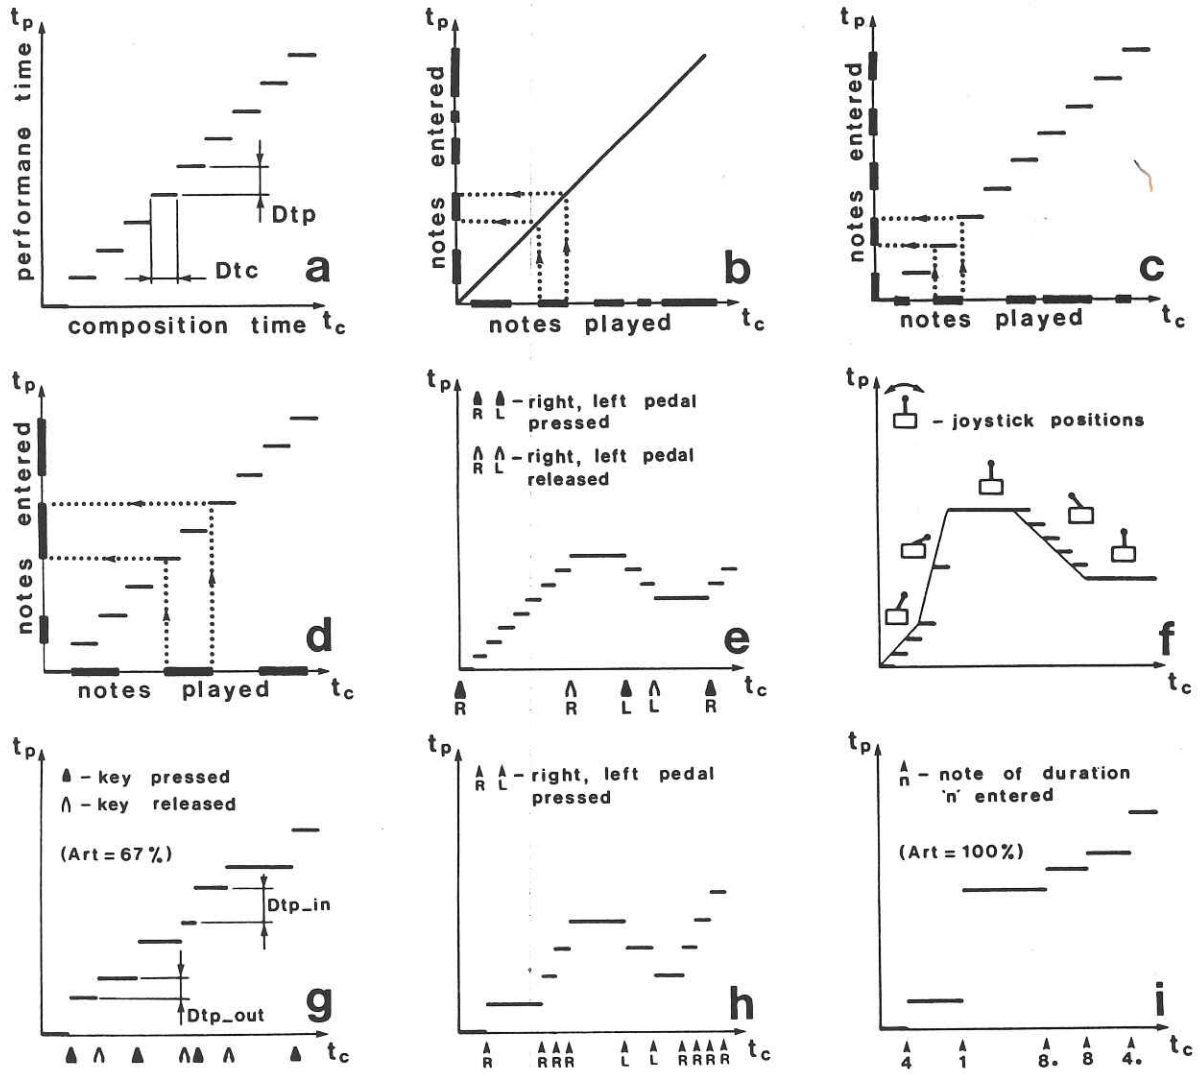 tp
performane time
Dtp
Dtc
a
composition time tc
tp
notes entered
b
notes played tc
tp
notes entered
c
notes played tc
tp
notes entered
d
notes played tc
tp
R L – right, left pedal
pressed
R L – right, left pedal
released
e
tc
R R L L R
tp
– joystick positions
f
tc
tp
– key pressed
– key released
(Art = 67%)
Dtp_in
Dtp_out
g
tc
tp
R L – right, left pedal
pressed
h
tc
R RRR L L RRRR
tp
n – note of duration
'n' entered
(Art = 100%)
i
tc
4 1 8. 8 4.